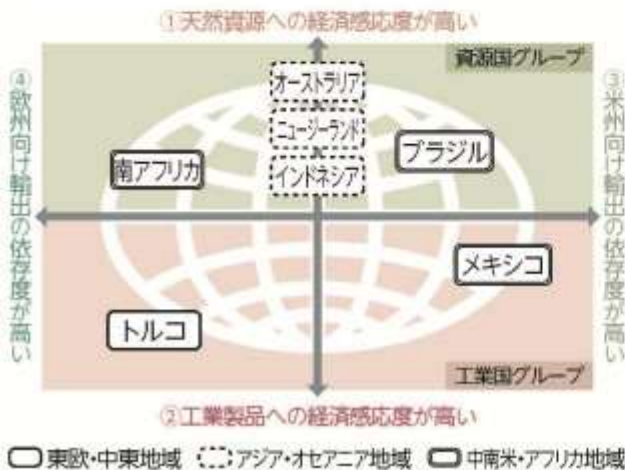 ①天然資源への経済感応度が高い
資源国グループ
④欧州向け輸出の依存度が高い
③米州向け輸出の依存度が高い
オーストラリア
ニュージーランド
ブラジル
南アフリカ
インドネシア
メキシコ
トルコ
工業国グループ
②工業製品への経済感応度が高い
東欧・中東地域 アジア・オセアニア地域 中南米・アフリカ地域